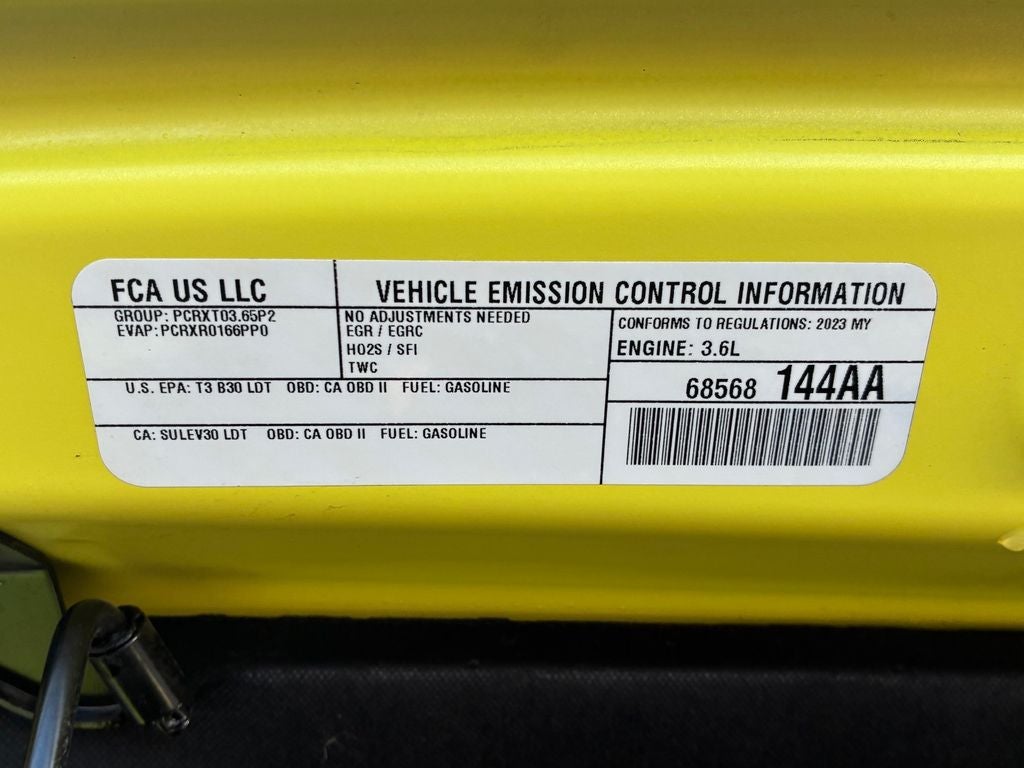 FCA US LLC
VEHICLE EMISSION CONTROL INFORMATION
GROUP: PCRXT03.65P2
EVAP: PCRXR0166PP0
NO ADJUSTMENTS NEEDED
EGR / EGRC
HO2S / SFI
TWC
CONFORMS TO REGULATIONS: 2023 MY
ENGINE: 3.6L
U.S. EPA: T3 B30 LDT OBD: CA OBD II FUEL: GASOLINE
68568 144AA
CA: SULEV30 LDT OBD: CA OBD II FUEL: GASOLINE